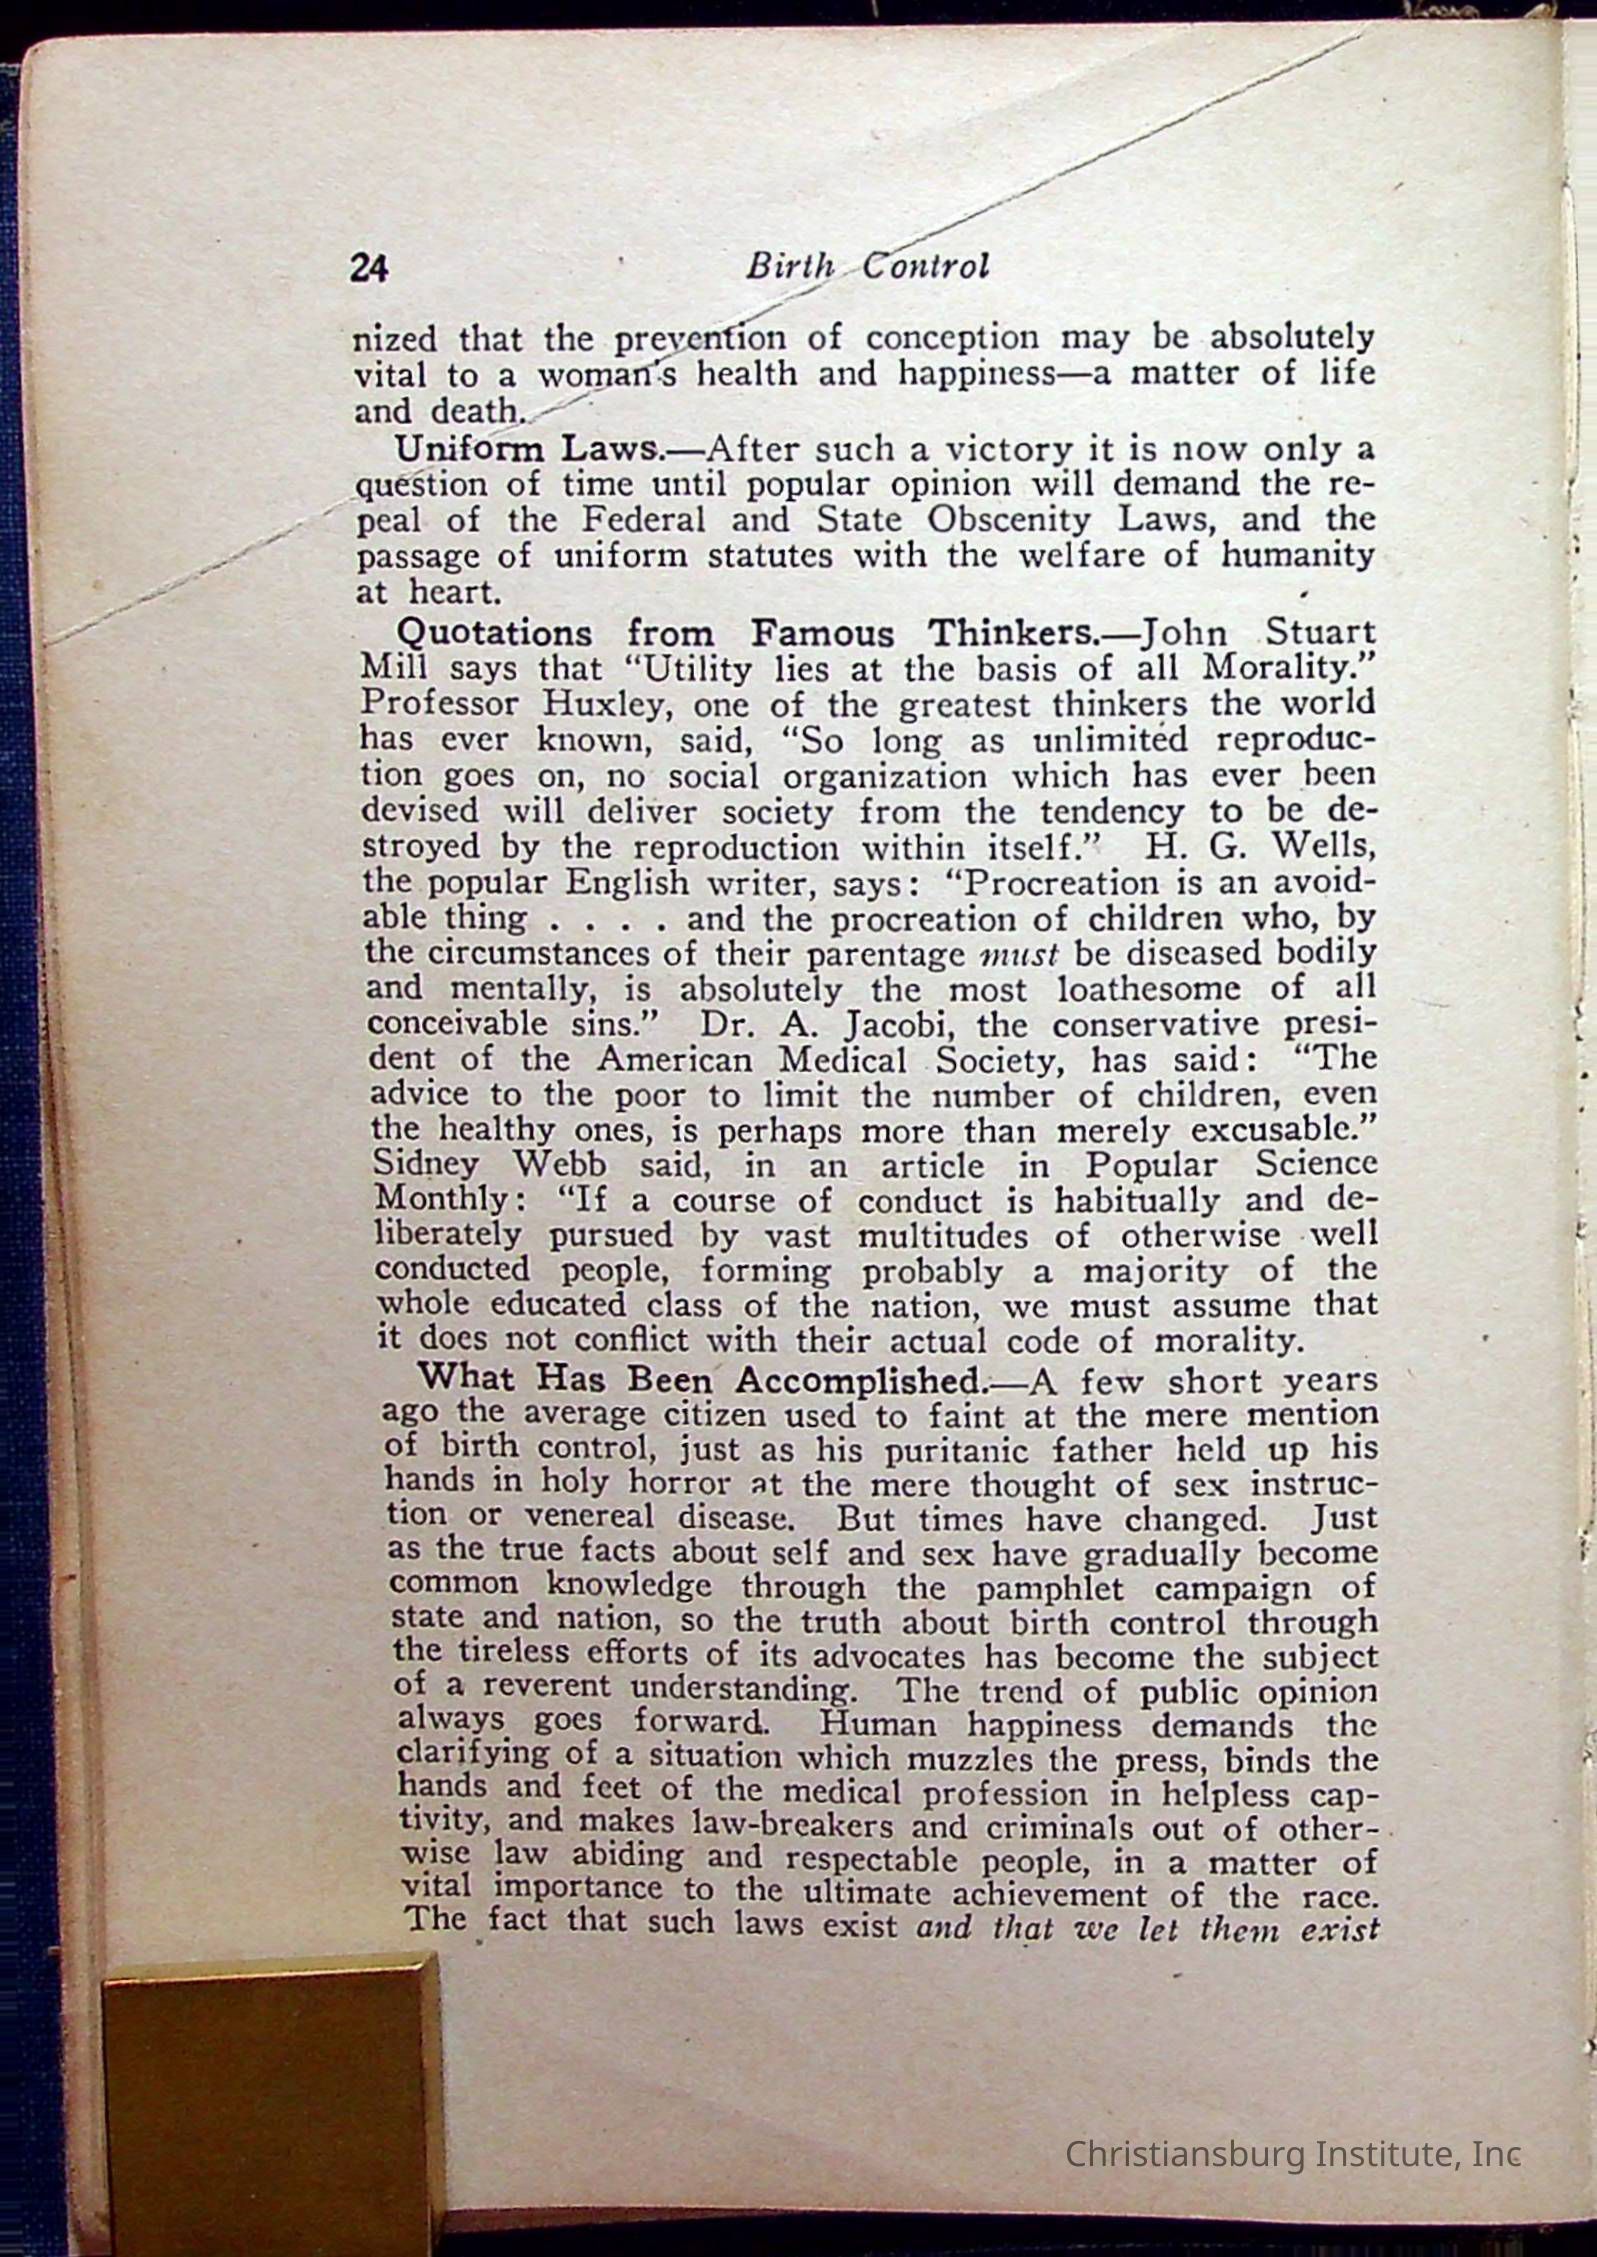 24 Birth Control
nized that the prevention of conception may be absolutely
vital to a woman's health and happiness—a matter of life
and death.
Uniform Laws.—After such a victory it is now only a
question of time until popular opinion will demand the re-
peal of the Federal and State Obscenity Laws, and the
passage of uniform statutes with the welfare of humanity
at heart.
Quotations from Famous Thinkers.—John Stuart
Mill says that “Utility lies at the basis of all Morality.”
Professor Huxley, one of the greatest thinkers the world
has ever known, said, “So long as unlimited reproduc-
tion goes on, no social organization which has ever been
devised will deliver society from the tendency to be de-
stroyed by the reproduction within itself.” H. G. Wells,
the popular English writer, says: “Procreation is an avoid-
able thing . . . . and the procreation of children who, by
the circumstances of their parentage must be diseased bodily
and mentally, is absolutely the most loathesome of all
conceivable sins.” Dr. A. Jacobi, the conservative presi-
dent of the American Medical Society, has said: “The
advice to the poor to limit the number of children, even
the healthy ones, is perhaps more than merely excusable.”
Sidney Webb said, in an article in Popular Science
Monthly: “If a course of conduct is habitually and de-
liberately pursued by vast multitudes of otherwise well
conducted people, forming probably a majority of the
whole educated class of the nation, we must assume that
it does not conflict with their actual code of morality.
What Has Been Accomplished.—A few short years
ago the average citizen used to faint at the mere mention
of birth control, just as his puritanic father held up his
hands in holy horror at the mere thought of sex instruc-
tion or venereal disease. But times have changed. Just
as the true facts about self and sex have gradually become
common knowledge through the pamphlet campaign of
state and nation, so the truth about birth control through
the tireless efforts of its advocates has become the subject
of a reverent understanding. The trend of public opinion
always goes forward. Human happiness demands the
clarifying of a situation which muzzles the press, binds the
hands and feet of the medical profession in helpless cap-
tivity, and makes law-breakers and criminals out of other-
wise law abiding and respectable people, in a matter of
vital importance to the ultimate achievement of the race.
The fact that such laws exist and that we let them exist
Christiansburg Institute, Inc